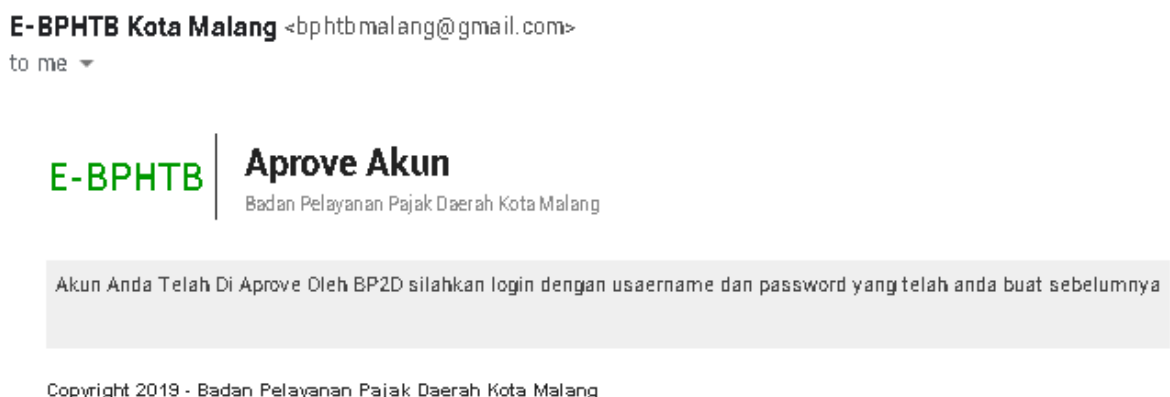 E-BPHTB Kota Malang <bphtbmalang@gmail.com>
to me
E-BPHTB
Aprove Akun
Badan Pelayanan Pajak Daerah Kota Malang
Akun Anda Telah Di Aprove Oleh BP2D silahkan login dengan usaername dan password yang telah anda buat sebelumnya
Copyright 2019 - Badan Pelayanan Pajak Daerah Kota Malang